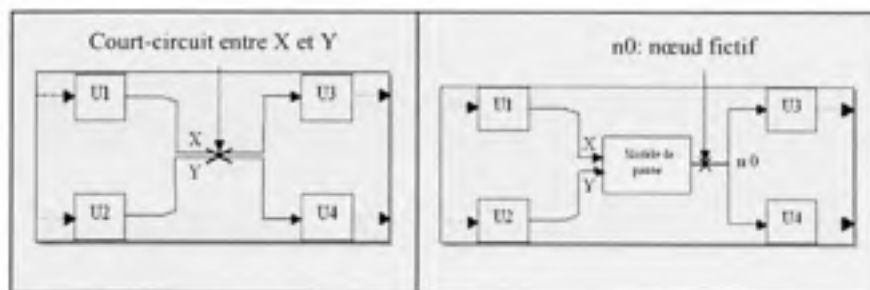 Court-circuit entre X et Y
U1
U3
X
Y
U2
U4
n0: nœud fictif
U1
U3
X
Modèle de
panne
n 0
Y
U2
U4